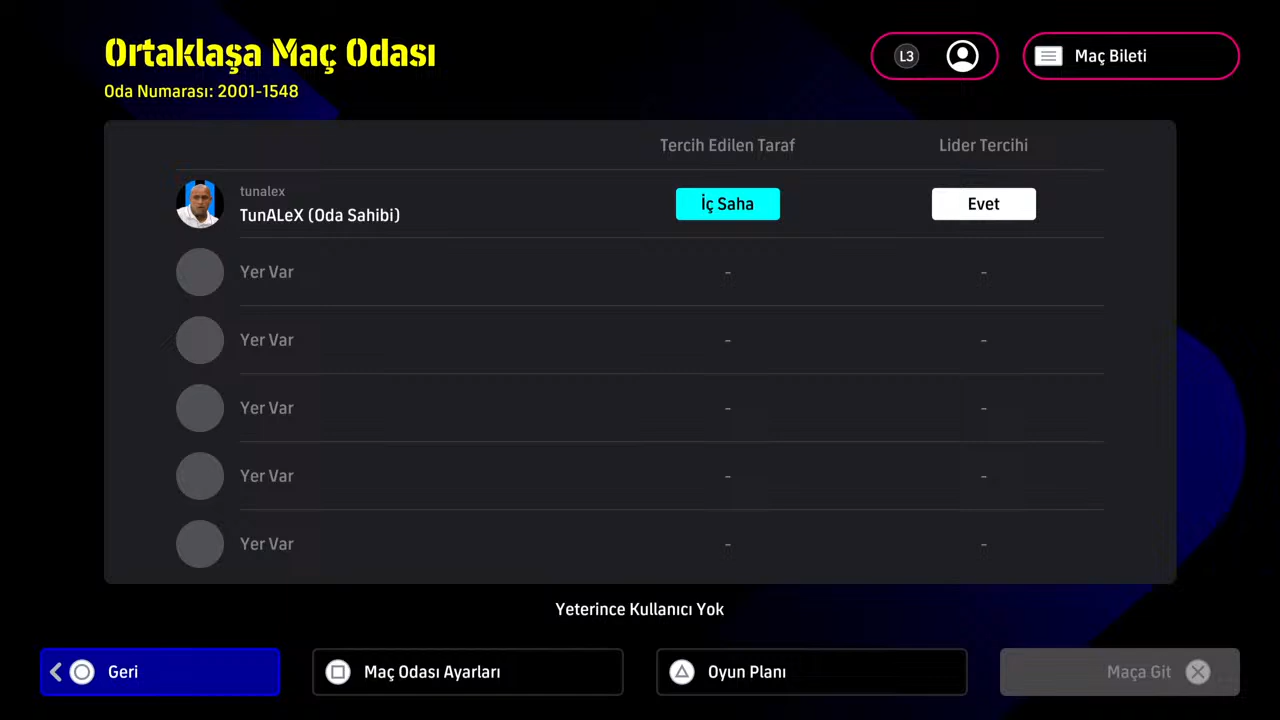 Ortaklaşa Maç Odası
Oda Numarası: 2001-1548
L3
Maç Bileti
Tercih Edilen Taraf
Lider Tercihi
tunalex
TunALeX (Oda Sahibi)
İç Saha
Evet
Yer Var
-
-
Yer Var
-
-
Yer Var
-
-
Yer Var
-
-
Yer Var
-
-
Yeterince Kullanıcı Yok
Geri
Maç Odası Ayarları
Oyun Planı
Maça Git